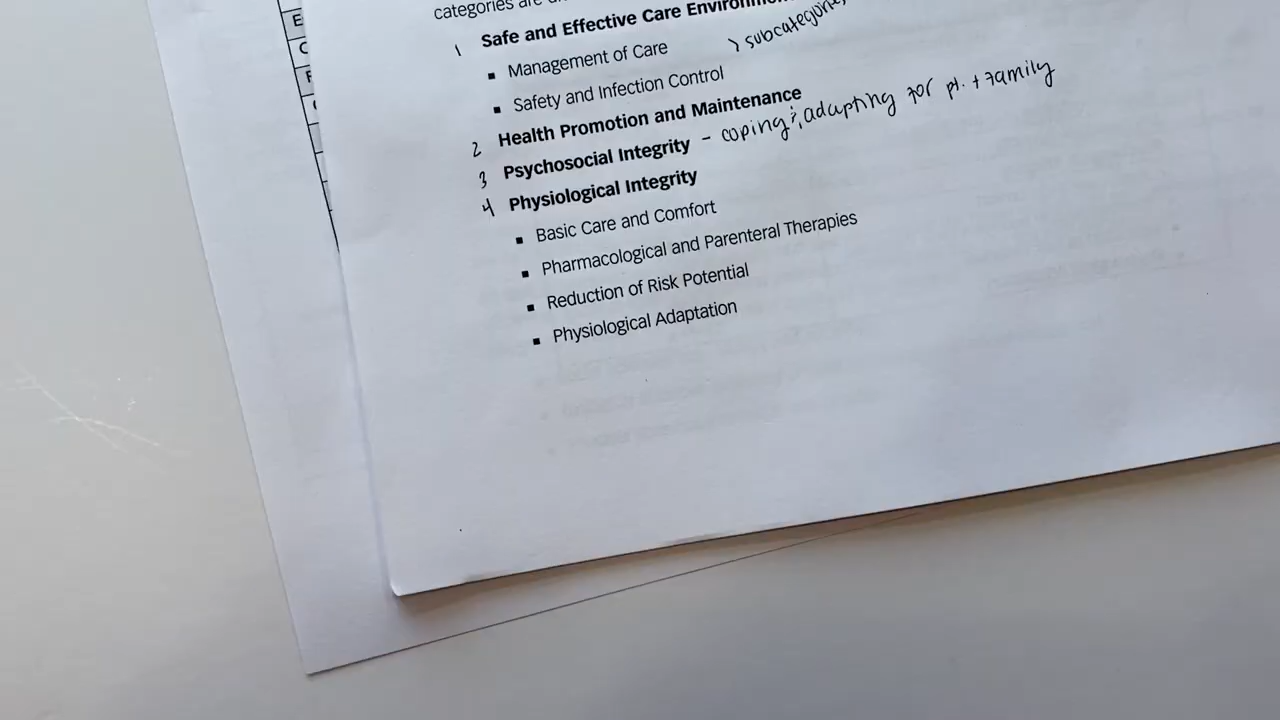 categories are
1 Safe and Effective Care Environment
▪ Management of Care > subcategories
▪ Safety and Infection Control
2 Health Promotion and Maintenance
3 Psychosocial Integrity - coping & adapting for pt. + family
4 Physiological Integrity
▪ Basic Care and Comfort
▪ Pharmacological and Parenteral Therapies
▪ Reduction of Risk Potential
▪ Physiological Adaptation